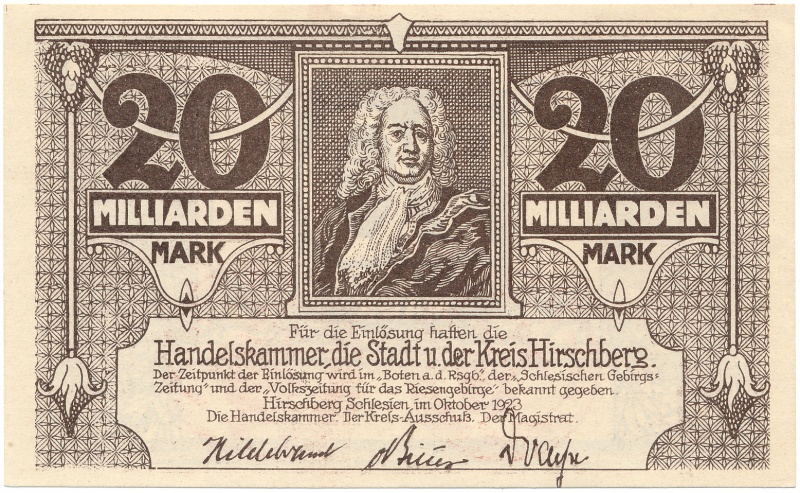 20
MILLIARDEN
MARK
20
MILLIARDEN
MARK
Für die Einlösung haften die
Handelskammer, die Stadt u. der Kreis Hirschberg.
Der Zeitpunkt der Einlösung wird im „Boten a. d. Rsgb“, der „Schlesischen Gebirgs-
Zeitung“ und der „Volkszeitung für das Riesengebirge“ bekannt gegeben.
Hirschberg Schlesien, im Oktober 1923
Die Handelskammer. Der Kreis-Ausschuß. Der Magistrat.
Hildebrandt